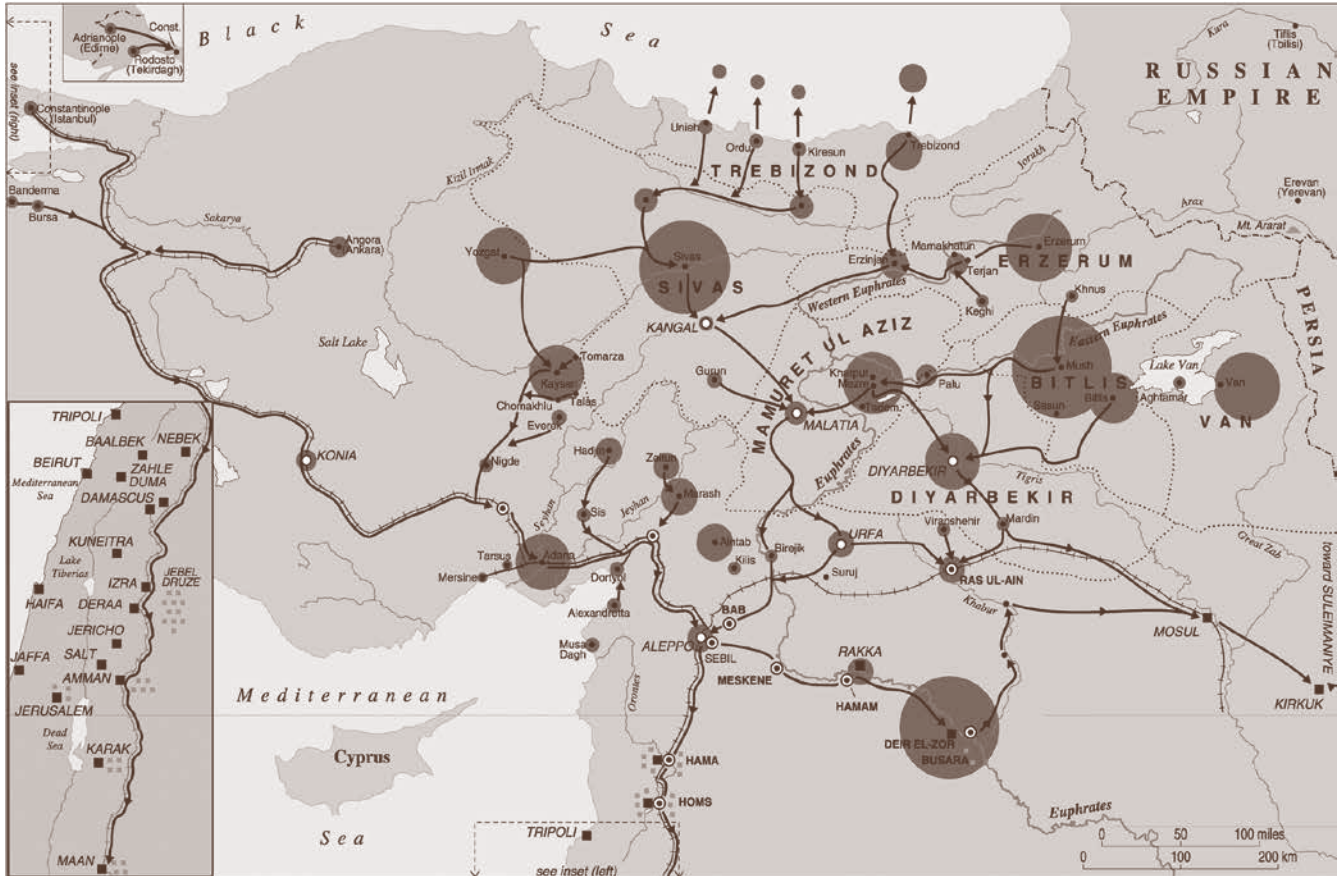 Adrianople
(Edirne)
Const.
Rodosto
(Tekirdagh)
Black
Sea
Kura
Tiflis
(Tbilisi)
RUSSIAN
EMPIRE
see inset (right)
Constantinople
(Istanbul)
Unieh
Ordu
Kiresun
Trebizond
TREBIZOND
Kizil Irmak
Yorukh
Erevan
(Yerevan)
Arax
Mt. Ararat
Banderma
Bursa
Sakarya
Angora
(Ankara)
Yozgat
Sivas
SIVAS
Mamakhatun
Erzerum
ERZERUM
Erzinjan
Terjan
Western Euphrates
Keghi
Khnus
PERSIA
KANGAL
Salt Lake
Eastern Euphrates
MAMURET UL AZIZ
Tomarza
Kayseri
Talas
Chomakhlu
Everek
Gurun
Kharput
Mezre
Tadem
Palu
Mush
BITLIS
Bitlis
Sasun
Lake Van
Aghtamar
Van
VAN
MALATIA
TRIPOLI
BAALBEK
NEBEK
BEIRUT
ZAHLE
DUMA
Mediterranean
Sea
DAMASCUS
KONIA
Nigde
Hadjin
Zeitun
Marash
Euphrates
DIYARBEKIR
Tigris
DIYARBEKIR
Seyhan
Jeyhan
Sis
KUNEITRA
Lake
Tiberias
IZRA
JEBEL
DRUZE
HAIFA
DERAA
JERICHO
JAFFA
SALT
AMMAN
JERUSALEM
Dead
Sea
KARAK
MAAN
Viranshehir
Mardin
Great Zab
Aintab
Kilis
Birejik
URFA
Suruj
RAS UL-AIN
Tarsus
Adana
Mersine
Dortyol
Alexandretta
Khabur
toward SULEIMNIYE
BAB
MOSUL
Musa
Dagh
ALEPPO
SEBIL
MESKENE
RAKKA
HAMAM
KIRKUK
Mediterranean
Orontes
DEIR EL-ZOR
BUSARA
Cyprus
HAMA
HOMS
Euphrates
Sea
TRIPOLI
see inset (left)
0 50 100 miles
0 100 200 km